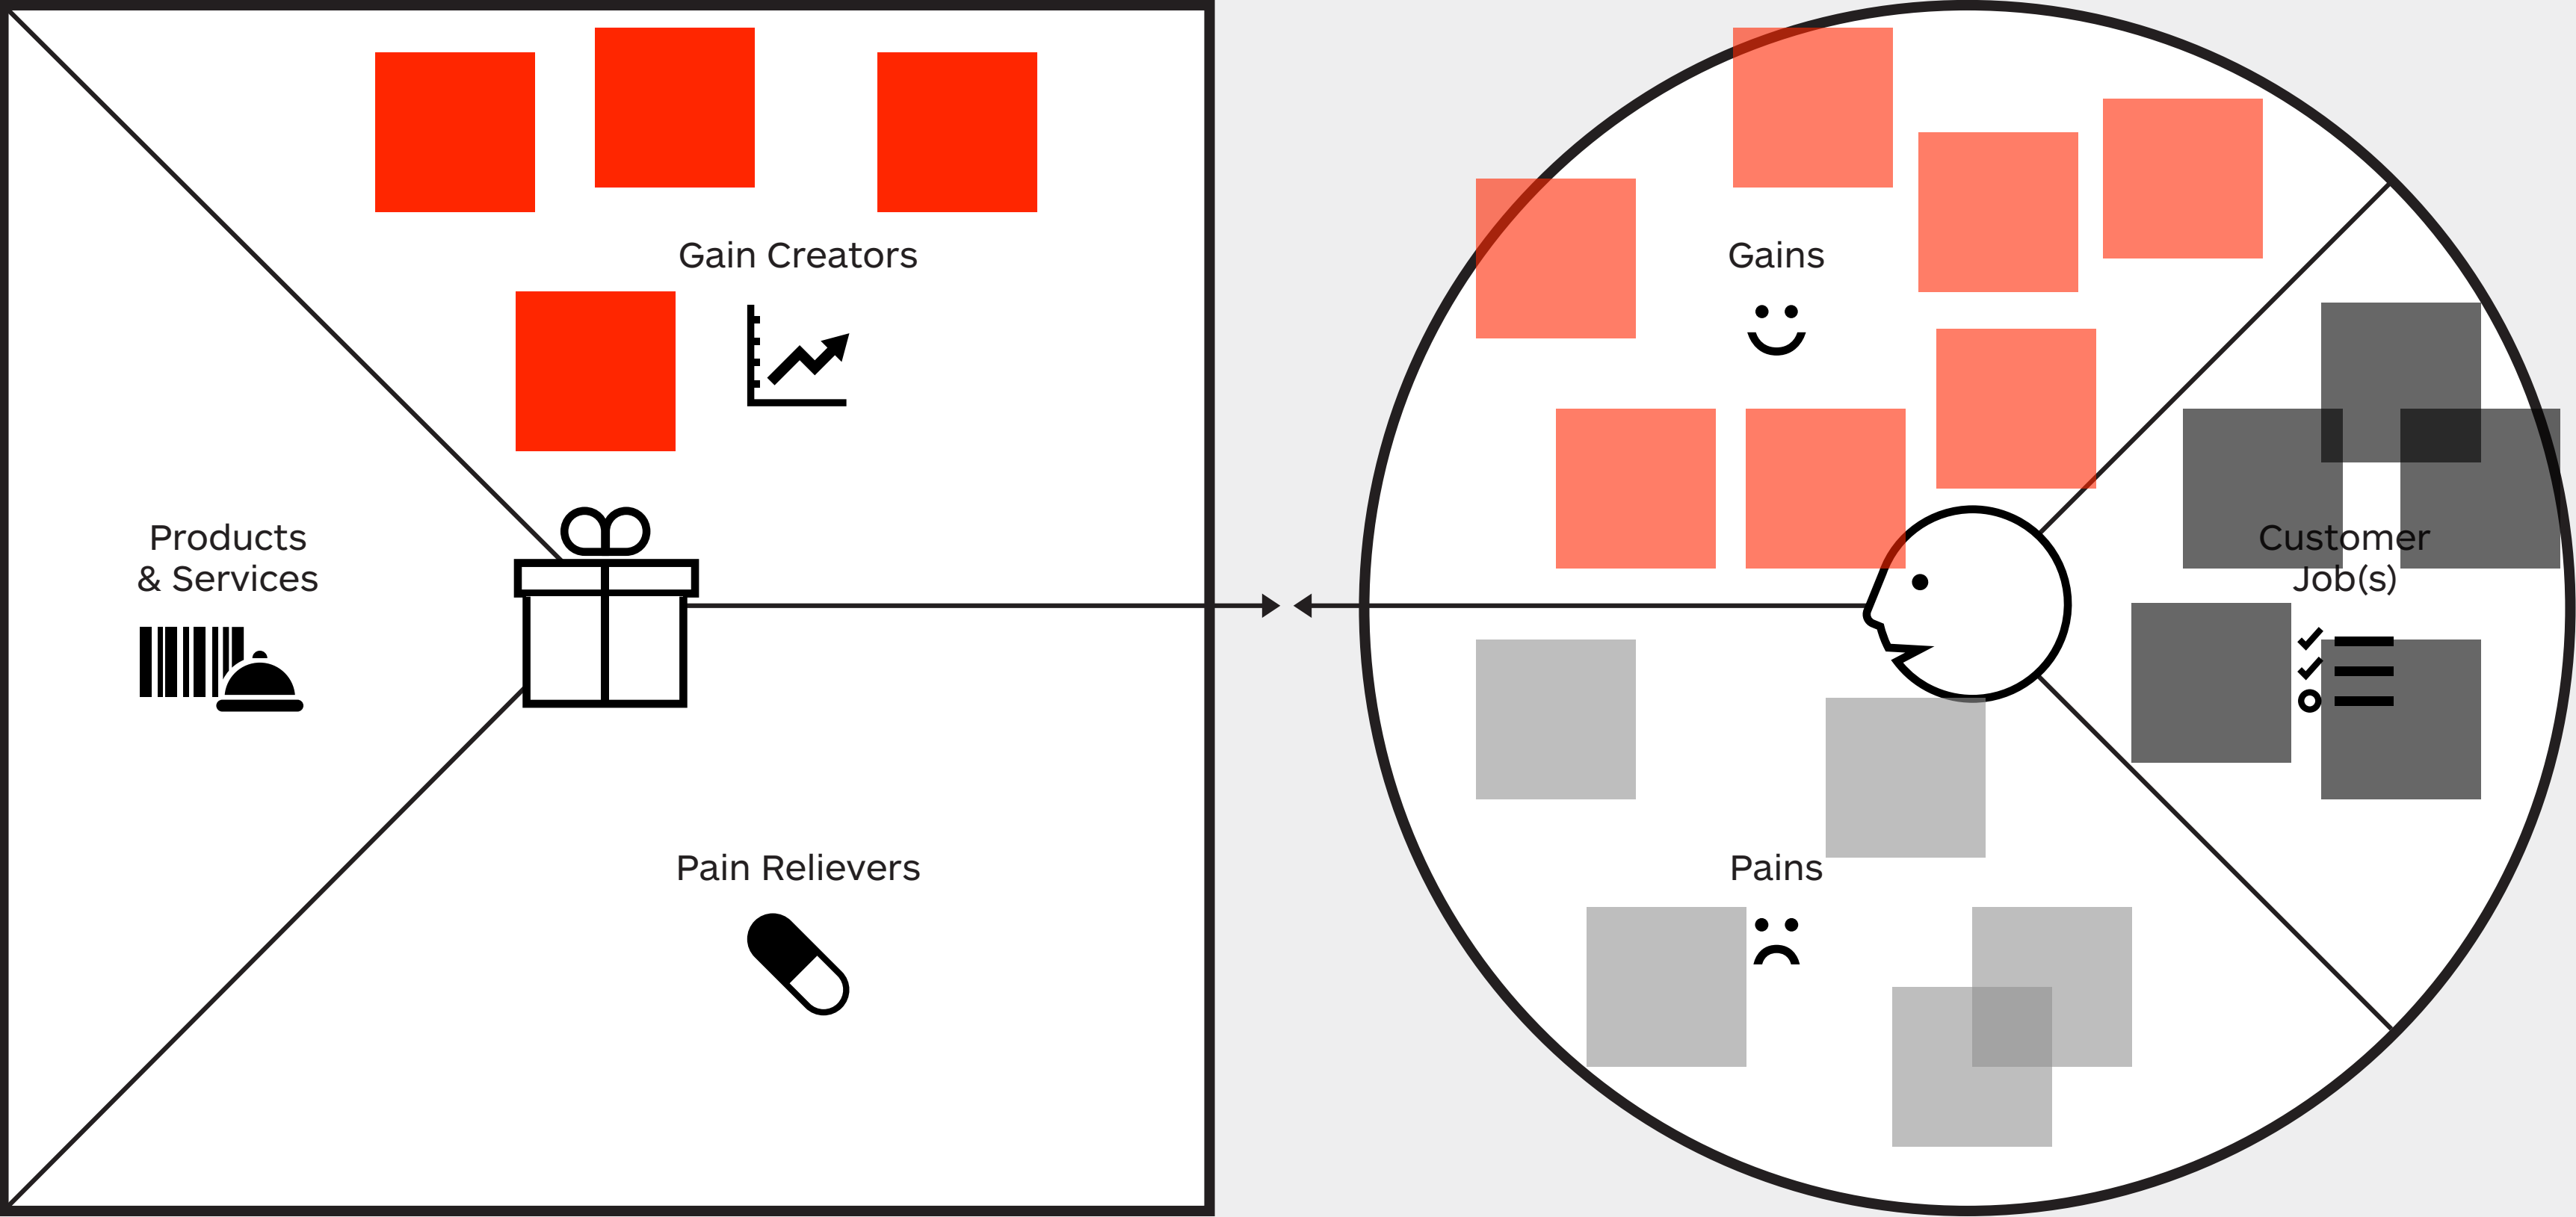 Gain Creators
Products
& Services
Pain Relievers
Gains
Customer
Job(s)
Pains